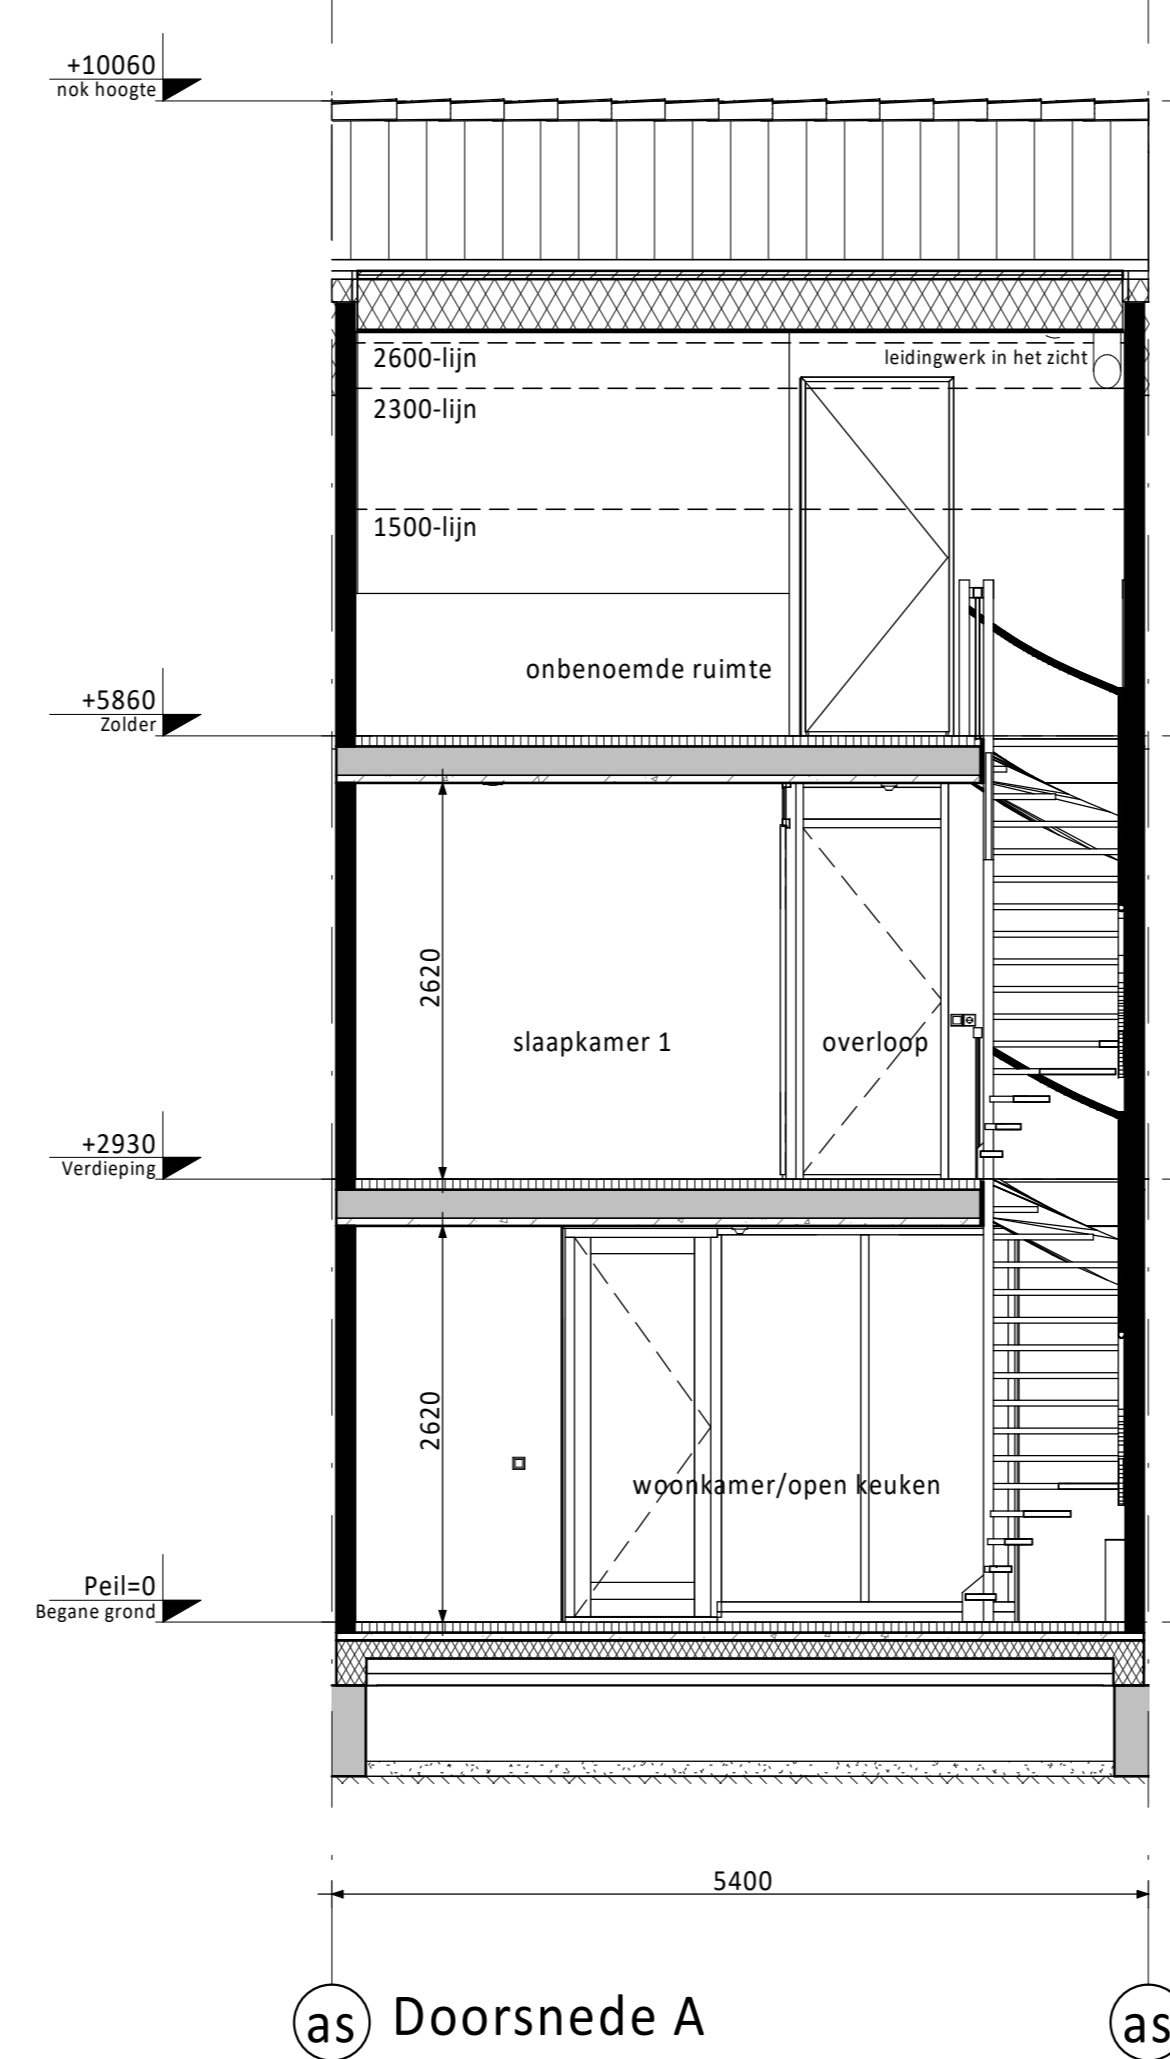 +10060
nok hoogte
2600-lijn
leidingwerk in het zicht
2300-lijn
1500-lijn
onbenoemde ruimte
+5860
Zolder
2620
slaapkamer 1
overloop
+2930
Verdieping
2620
woonkamer/open keuken
Peil=0
Begane grond
5400
as
Doorsnede A
as